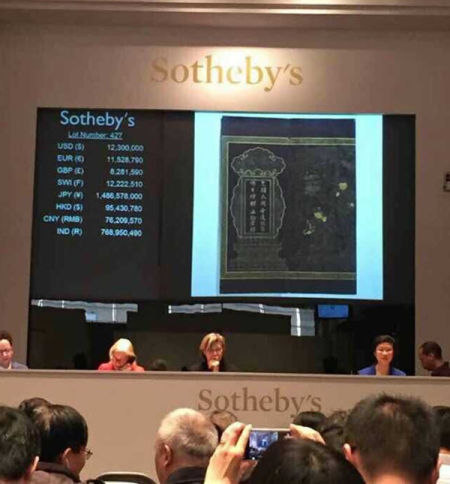 Sotheby's
Sotheby's
Lot Number: 427
USD ($) 12,300,000
EUR (€) 11,528,790
GBP (£) 8,281,590
SWI (F) 12,222,510
JPY (¥) 1,486,578,000
HKD ($) 95,430,780
CNY (RMB) 76,209,570
IND (R) 768,950,490
Sotheby's